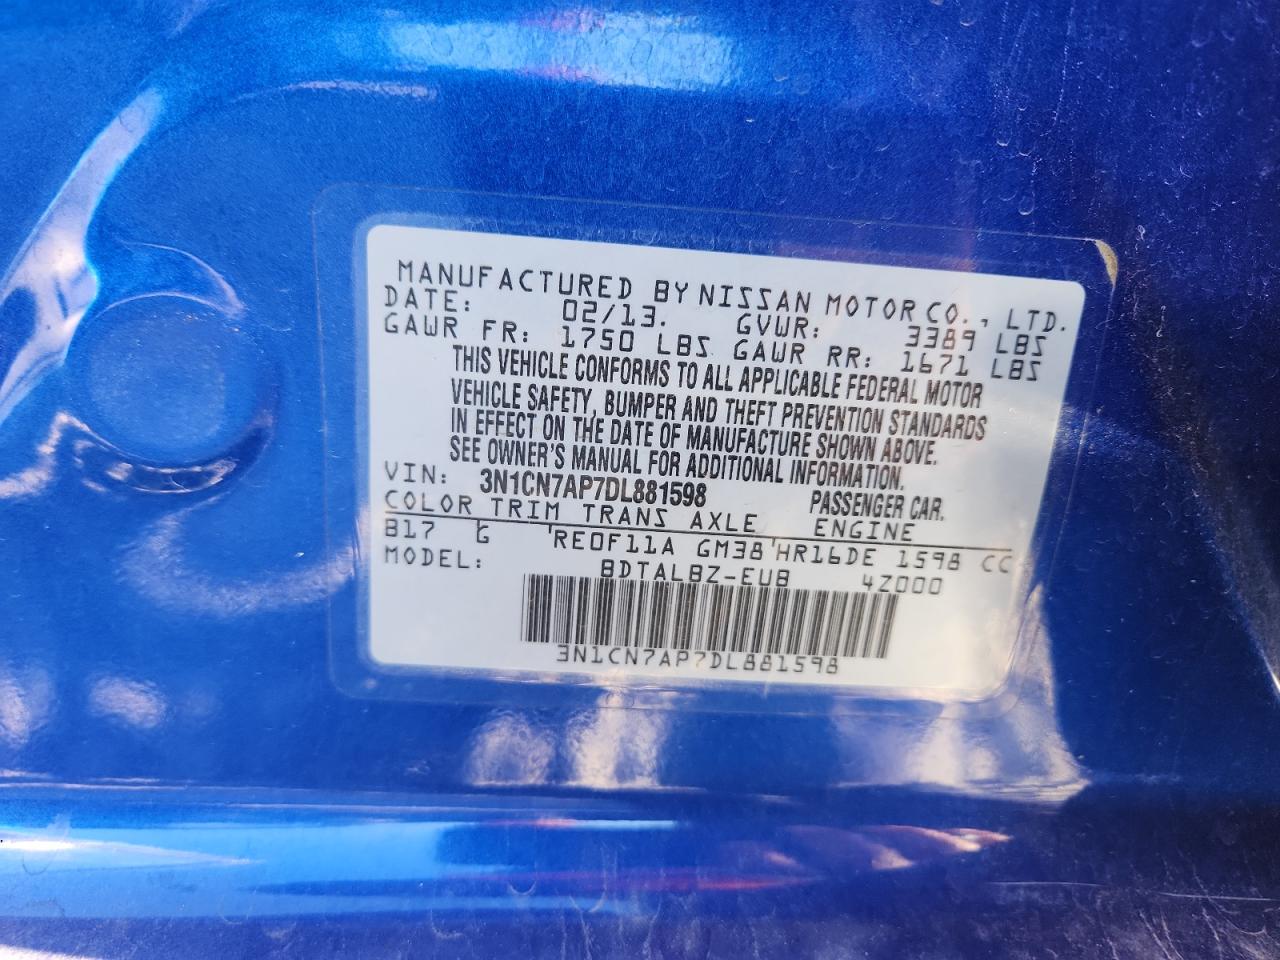 MANUFACTURED BY NISSAN MOTOR CO., LTD.
DATE: 02/13. GVWR: 3389 LBS
GAWR FR: 1750 LBS GAWR RR: 1671 LBS
THIS VEHICLE CONFORMS TO ALL APPLICABLE FEDERAL MOTOR
VEHICLE SAFETY, BUMPER AND THEFT PREVENTION STANDARDS
IN EFFECT ON THE DATE OF MANUFACTURE SHOWN ABOVE.
SEE OWNER'S MANUAL FOR ADDITIONAL INFORMATION.
VIN: 3N1CN7AP7DL881598 PASSENGER CAR.
COLOR TRIM TRANS AXLE ENGINE
B17 G RE0F11A GM38 HR16DE 1598 CC
MODEL: BDTALBZ-EUB 4Z000
3N1CN7AP7DL881598